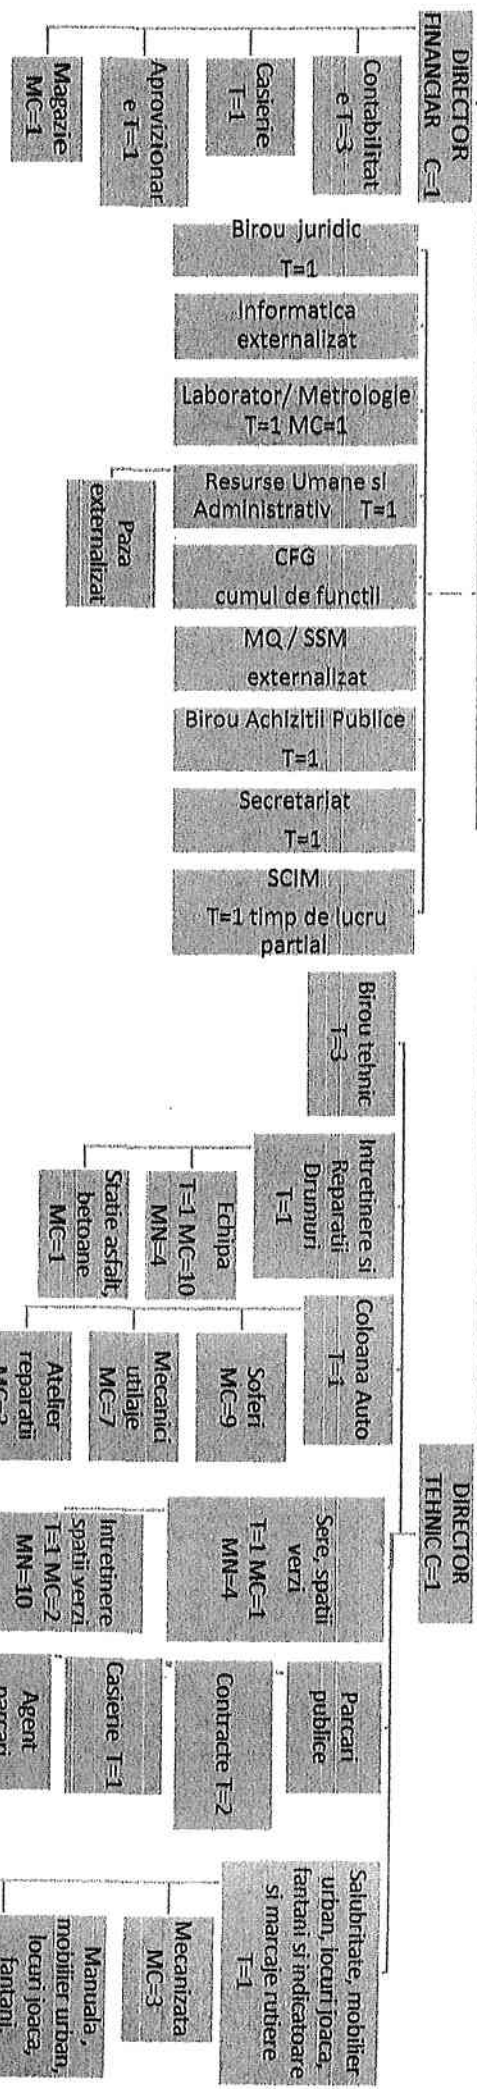 DIRECTOR
FINANCIAR C=1
Contabilitat
e T=3
Casierie
T=1
Aprovizionar
e T=1
Magazie
MC=1
Birou juridic
T=1
Informatica
externalizat
Laborator/ Metrologie
T=1 MC=1
Resurse Umane si
Administrativ T=1
Paza
externalizat
CFG
cumul de functii
MQ / SSM
externalizat
Birou Achizitii Publice
T=1
Secretariat
T=1
SCIM
T=1 timp de lucru
partial
DIRECTOR
TEHNIC C=1
Birou tehnic
T=3
Intretinere si
Reparatii
Drumuri
T=1
Echipa
T=1 MC=10
MN=4
Statie asfalt,
betoane
MC=1
Coloana Auto
T=1
Soferi
MC=9
Mecanici
utilaje
MC=7
Atelier
reparatii
Sere, spatii
verzi
T=1 MC=1
MN=4
Intretinere
spatii verzi
T=1 MC=2
MN=10
Parcari
publice
Contracte T=2
Casierie T=1
Agent
parcari
Salubritate, mobilier
urban, locuri joaca,
fantani si indicatoare
si marcaje rutiere
T=1
Mecanizata
MC=3
Manuala ,
mobilier urban,
locuri joaca,
fantani,